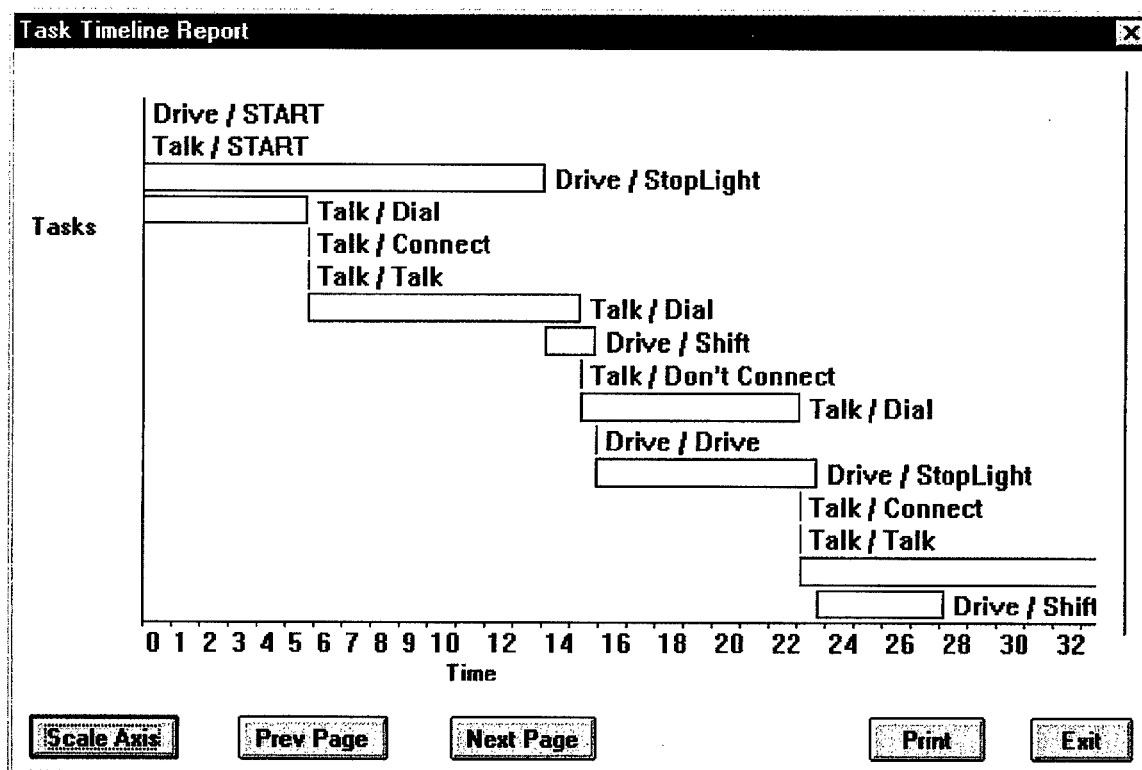 Task Timeline Report
Drive / START
Talk / START
Drive / StopLight
Tasks
Talk / Dial
Talk / Connect
Talk / Talk
Talk / Dial
Drive / Shift
Talk / Don't Connect
Talk / Dial
Drive / Drive
Drive / StopLight
Talk / Connect
Talk / Talk
Drive / Shift
0 1 2 3 4 5 6 7 8 9 10 12 14 16 18 20 22 24 26 28 30 32
Time
Scale Axis Prev Page Next Page Print Exit